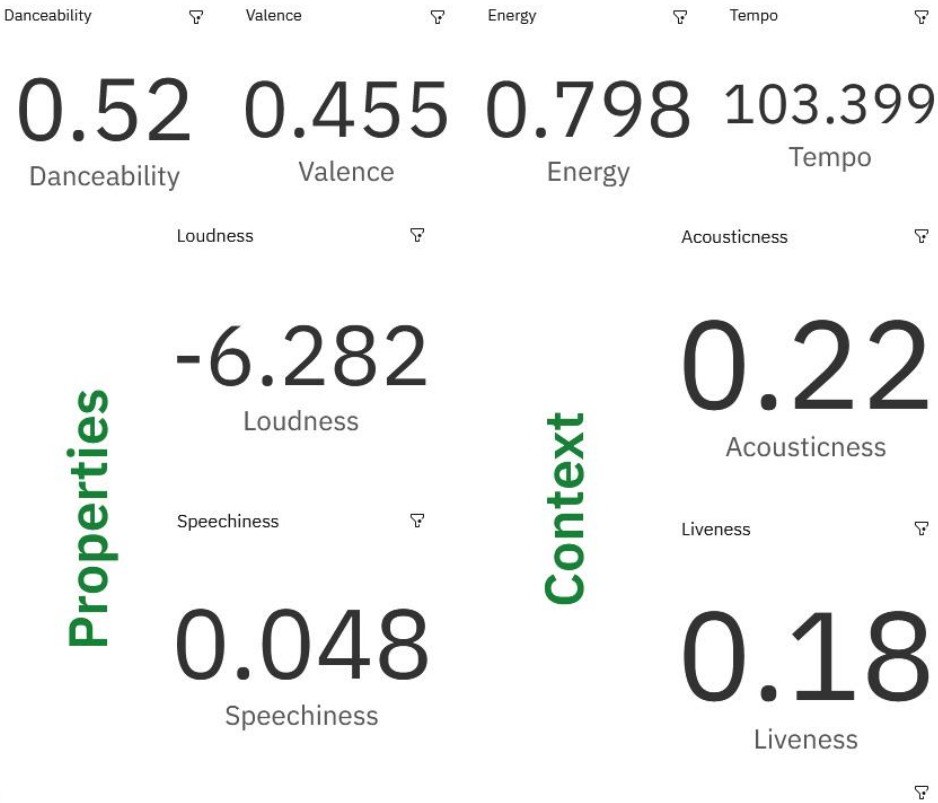 Danceability
Valence
Energy
Tempo
0.52
Danceability
0.455
Valence
0.798
Energy
103.399
Tempo
Properties
Loudness
-6.282
Loudness
Speechiness
0.048
Speechiness
Context
Acousticness
0.22
Acousticness
Liveness
0.18
Liveness